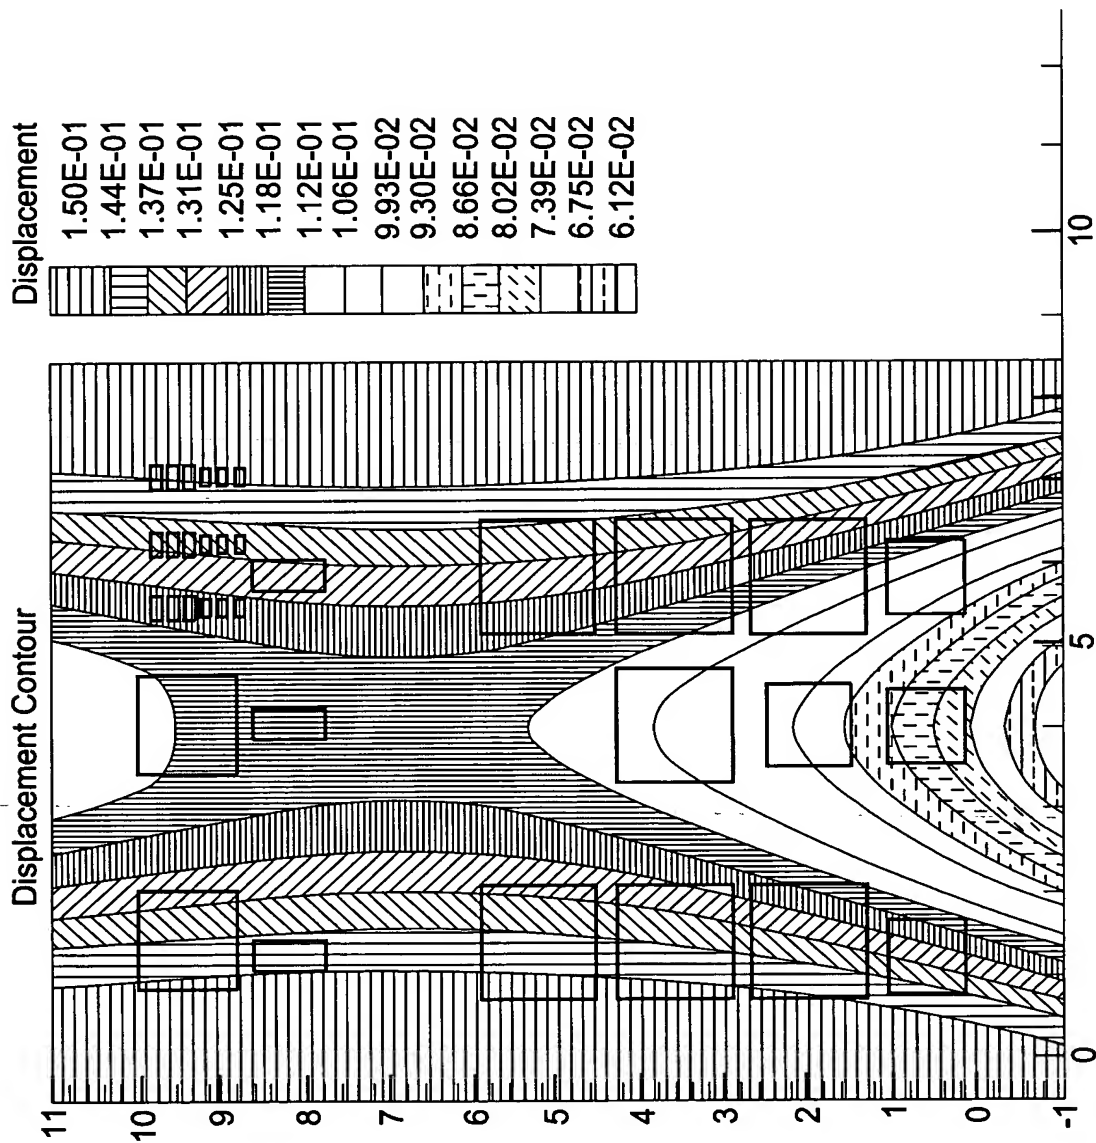 Displacement Contour
Displacement
1.50E-01
1.44E-01
1.37E-01
1.31E-01
1.25E-01
1.18E-01
1.12E-01
1.06E-01
9.93E-02
9.30E-02
8.66E-02
8.02E-02
7.39E-02
6.75E-02
6.12E-02
11
10
9
8
7
6
5
4
3
2
1
0
-1
0
5
10